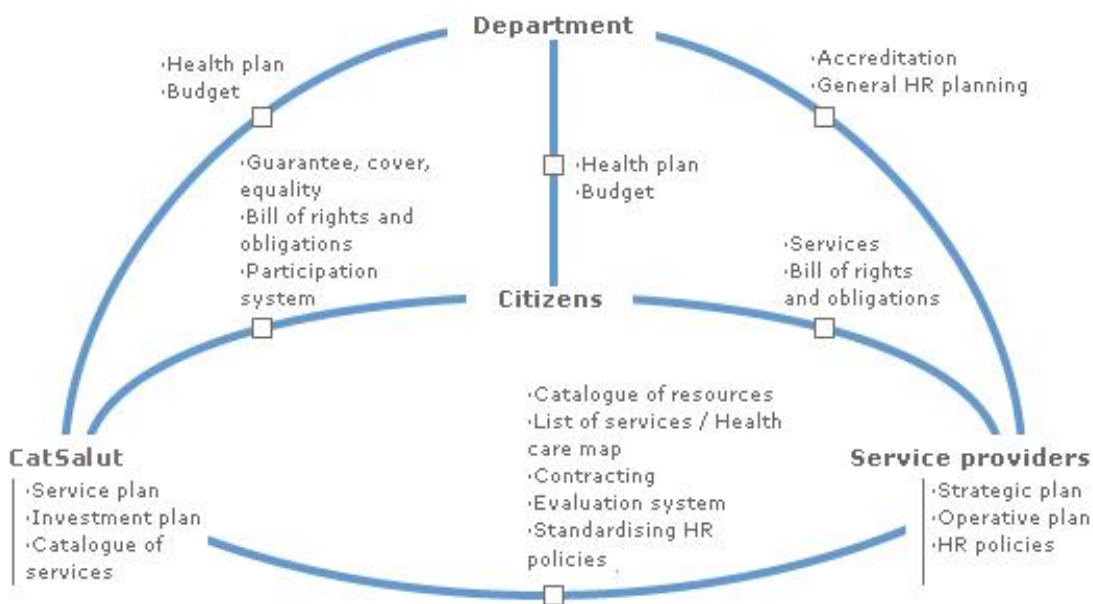 Department
·Health plan
·Budget
·Accreditation
·General HR planning
·Guarantee, cover,
equality
·Bill of rights and
obligations
·Participation
system
·Health plan
·Budget
·Services
·Bill of rights
and obligations
Citizens
·Catalogue of resources
·List of services / Health
care map
·Contracting
·Evaluation system
·Standardising HR
policies
CatSalut
·Service plan
·Investment plan
·Catalogue of
services
Service providers
·Strategic plan
·Operative plan
·HR policies